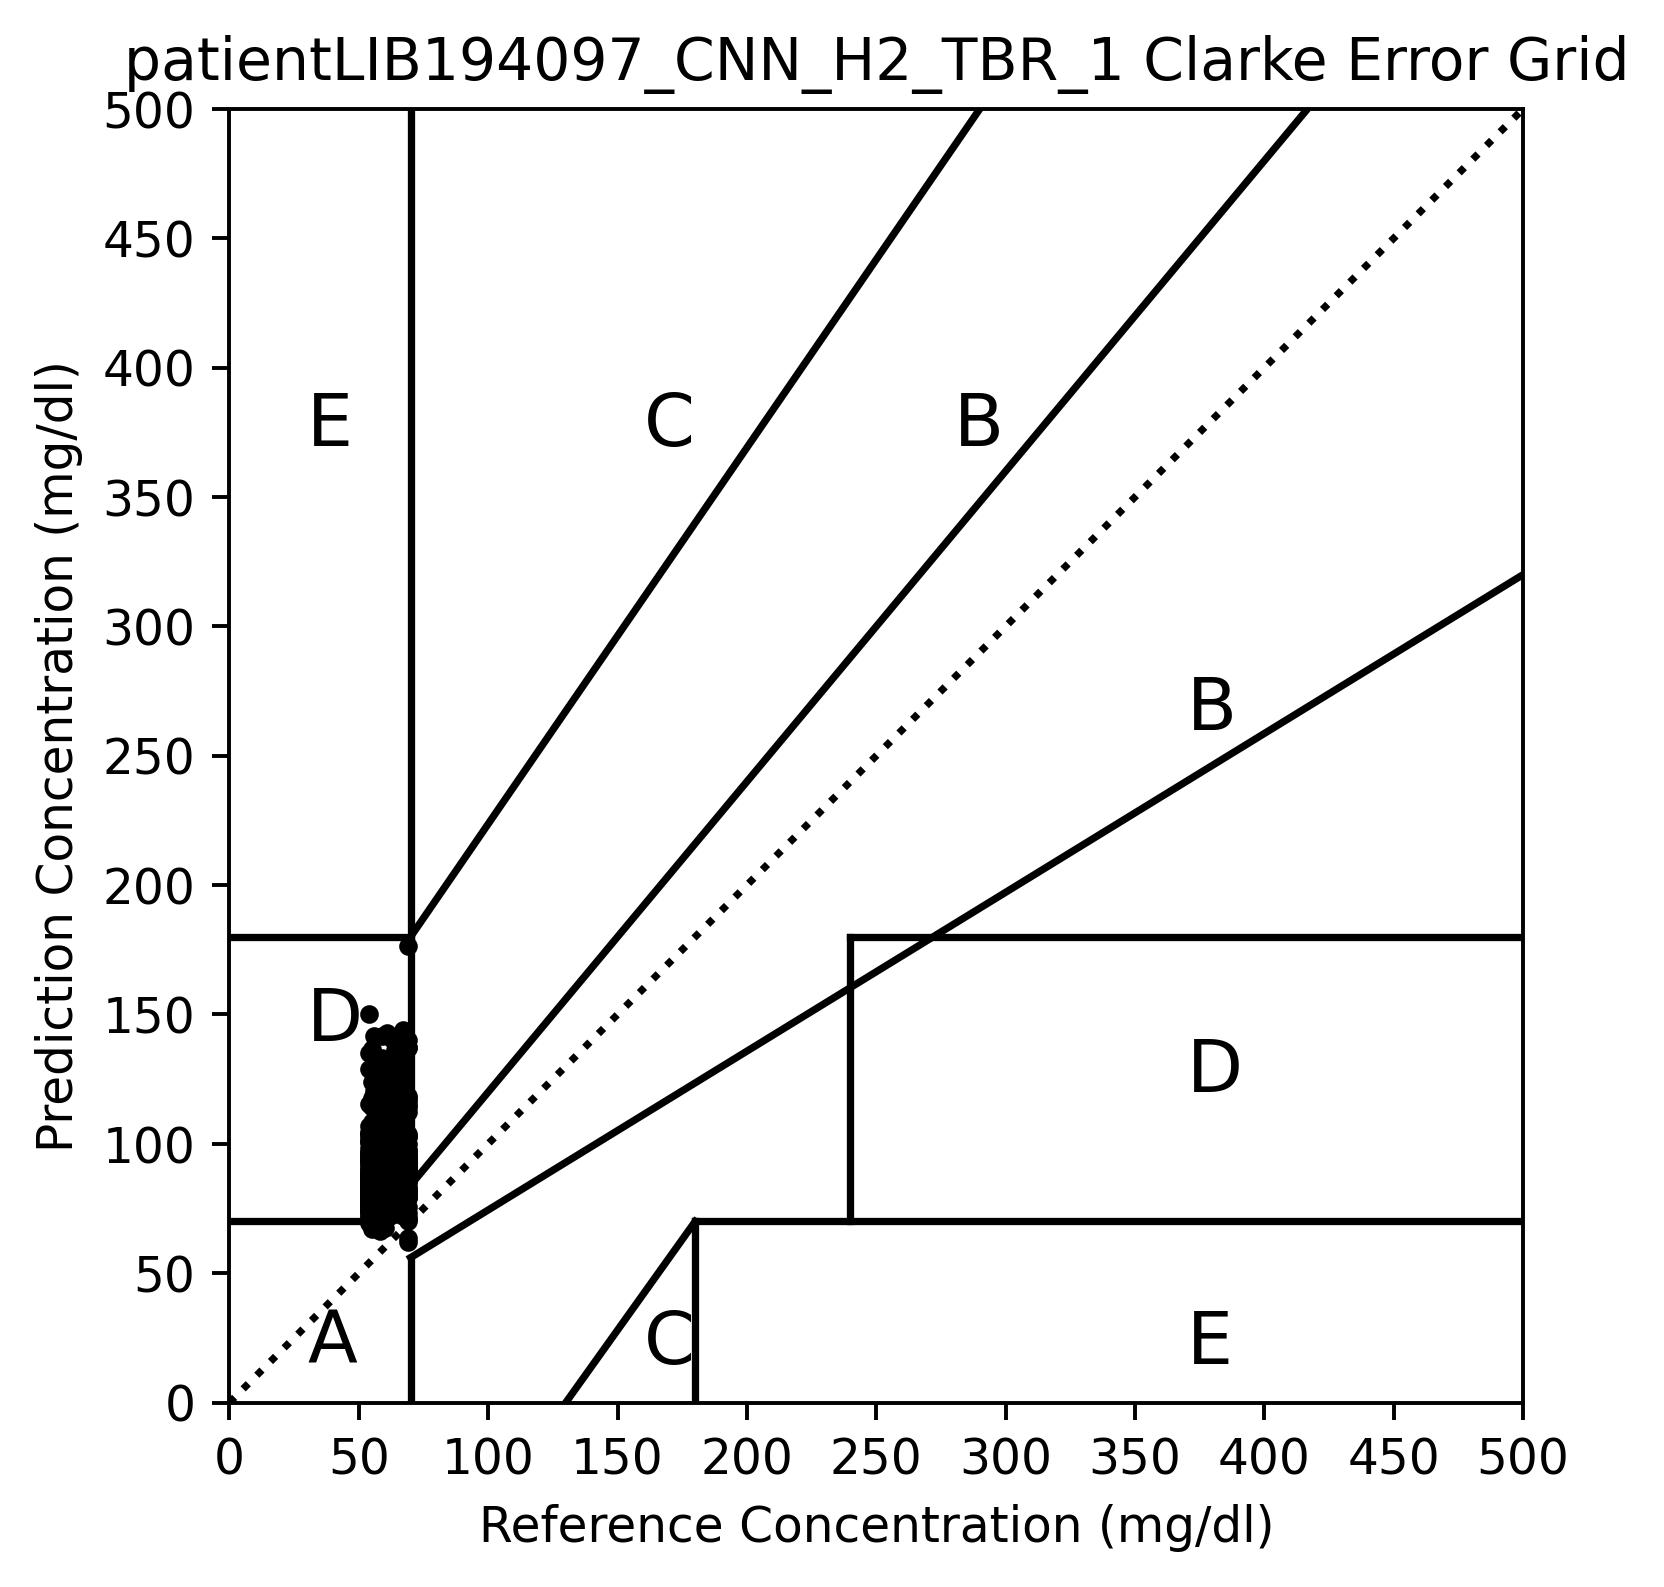 patientLIB194097_CNN_H2_TBR_1 Clarke Error Grid
500
450
400
350
300
250
200
150
100
50
0
Prediction Concentration (mg/dl)
E
C
B
B
D
D
A
C
E
0 50 100 150 200 250 300 350 400 450 500
Reference Concentration (mg/dl)